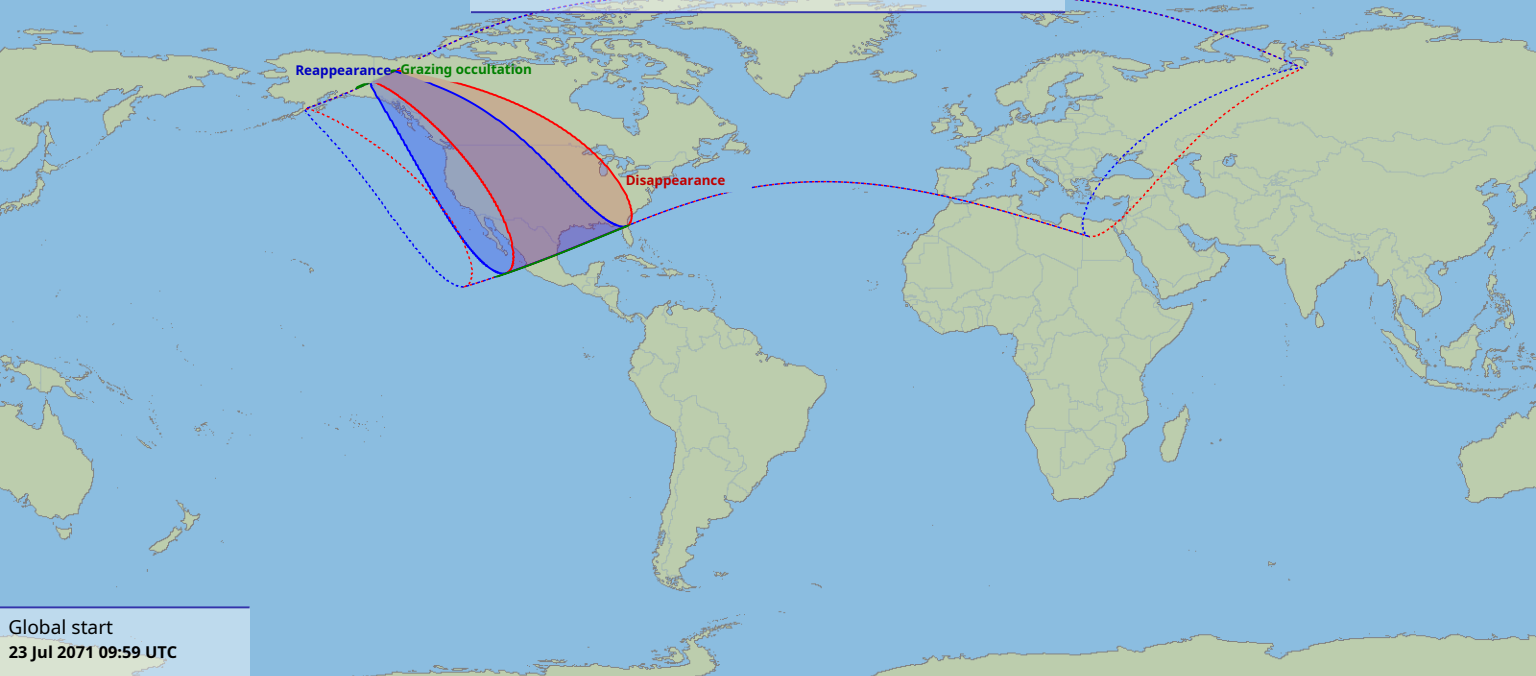 Reappearance
Grazing occultation
Disappearance
Global start
23 Jul 2071 09:59 UTC